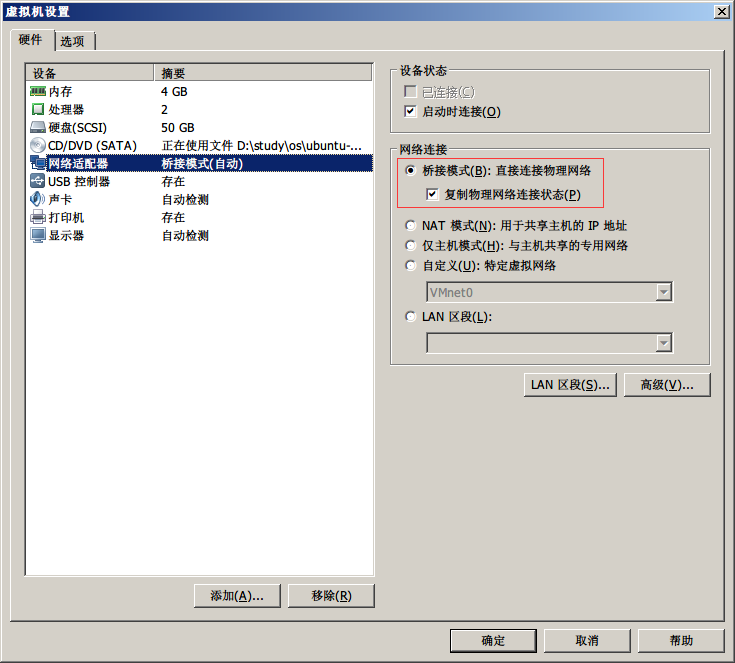 虚拟机设置
硬件 选项
设备 摘要
内存 4 GB
处理器 2
硬盘(SCSI) 50 GB
CD/DVD (SATA) 正在使用文件 D:\study\os\ubuntu-...
网络适配器 桥接模式(自动)
USB 控制器 存在
声卡 自动检测
打印机 存在
显示器 自动检测
添加(A)... 移除(R)
设备状态
已连接(C)
启动时连接(O)
网络连接
桥接模式(B): 直接连接物理网络
复制物理网络连接状态(P)
NAT 模式(N): 用于共享主机的 IP 地址
仅主机模式(H): 与主机共享的专用网络
自定义(U): 特定虚拟网络
VMnet0
LAN 区段(L):
LAN 区段(S)... 高级(V)...
确定 取消 帮助